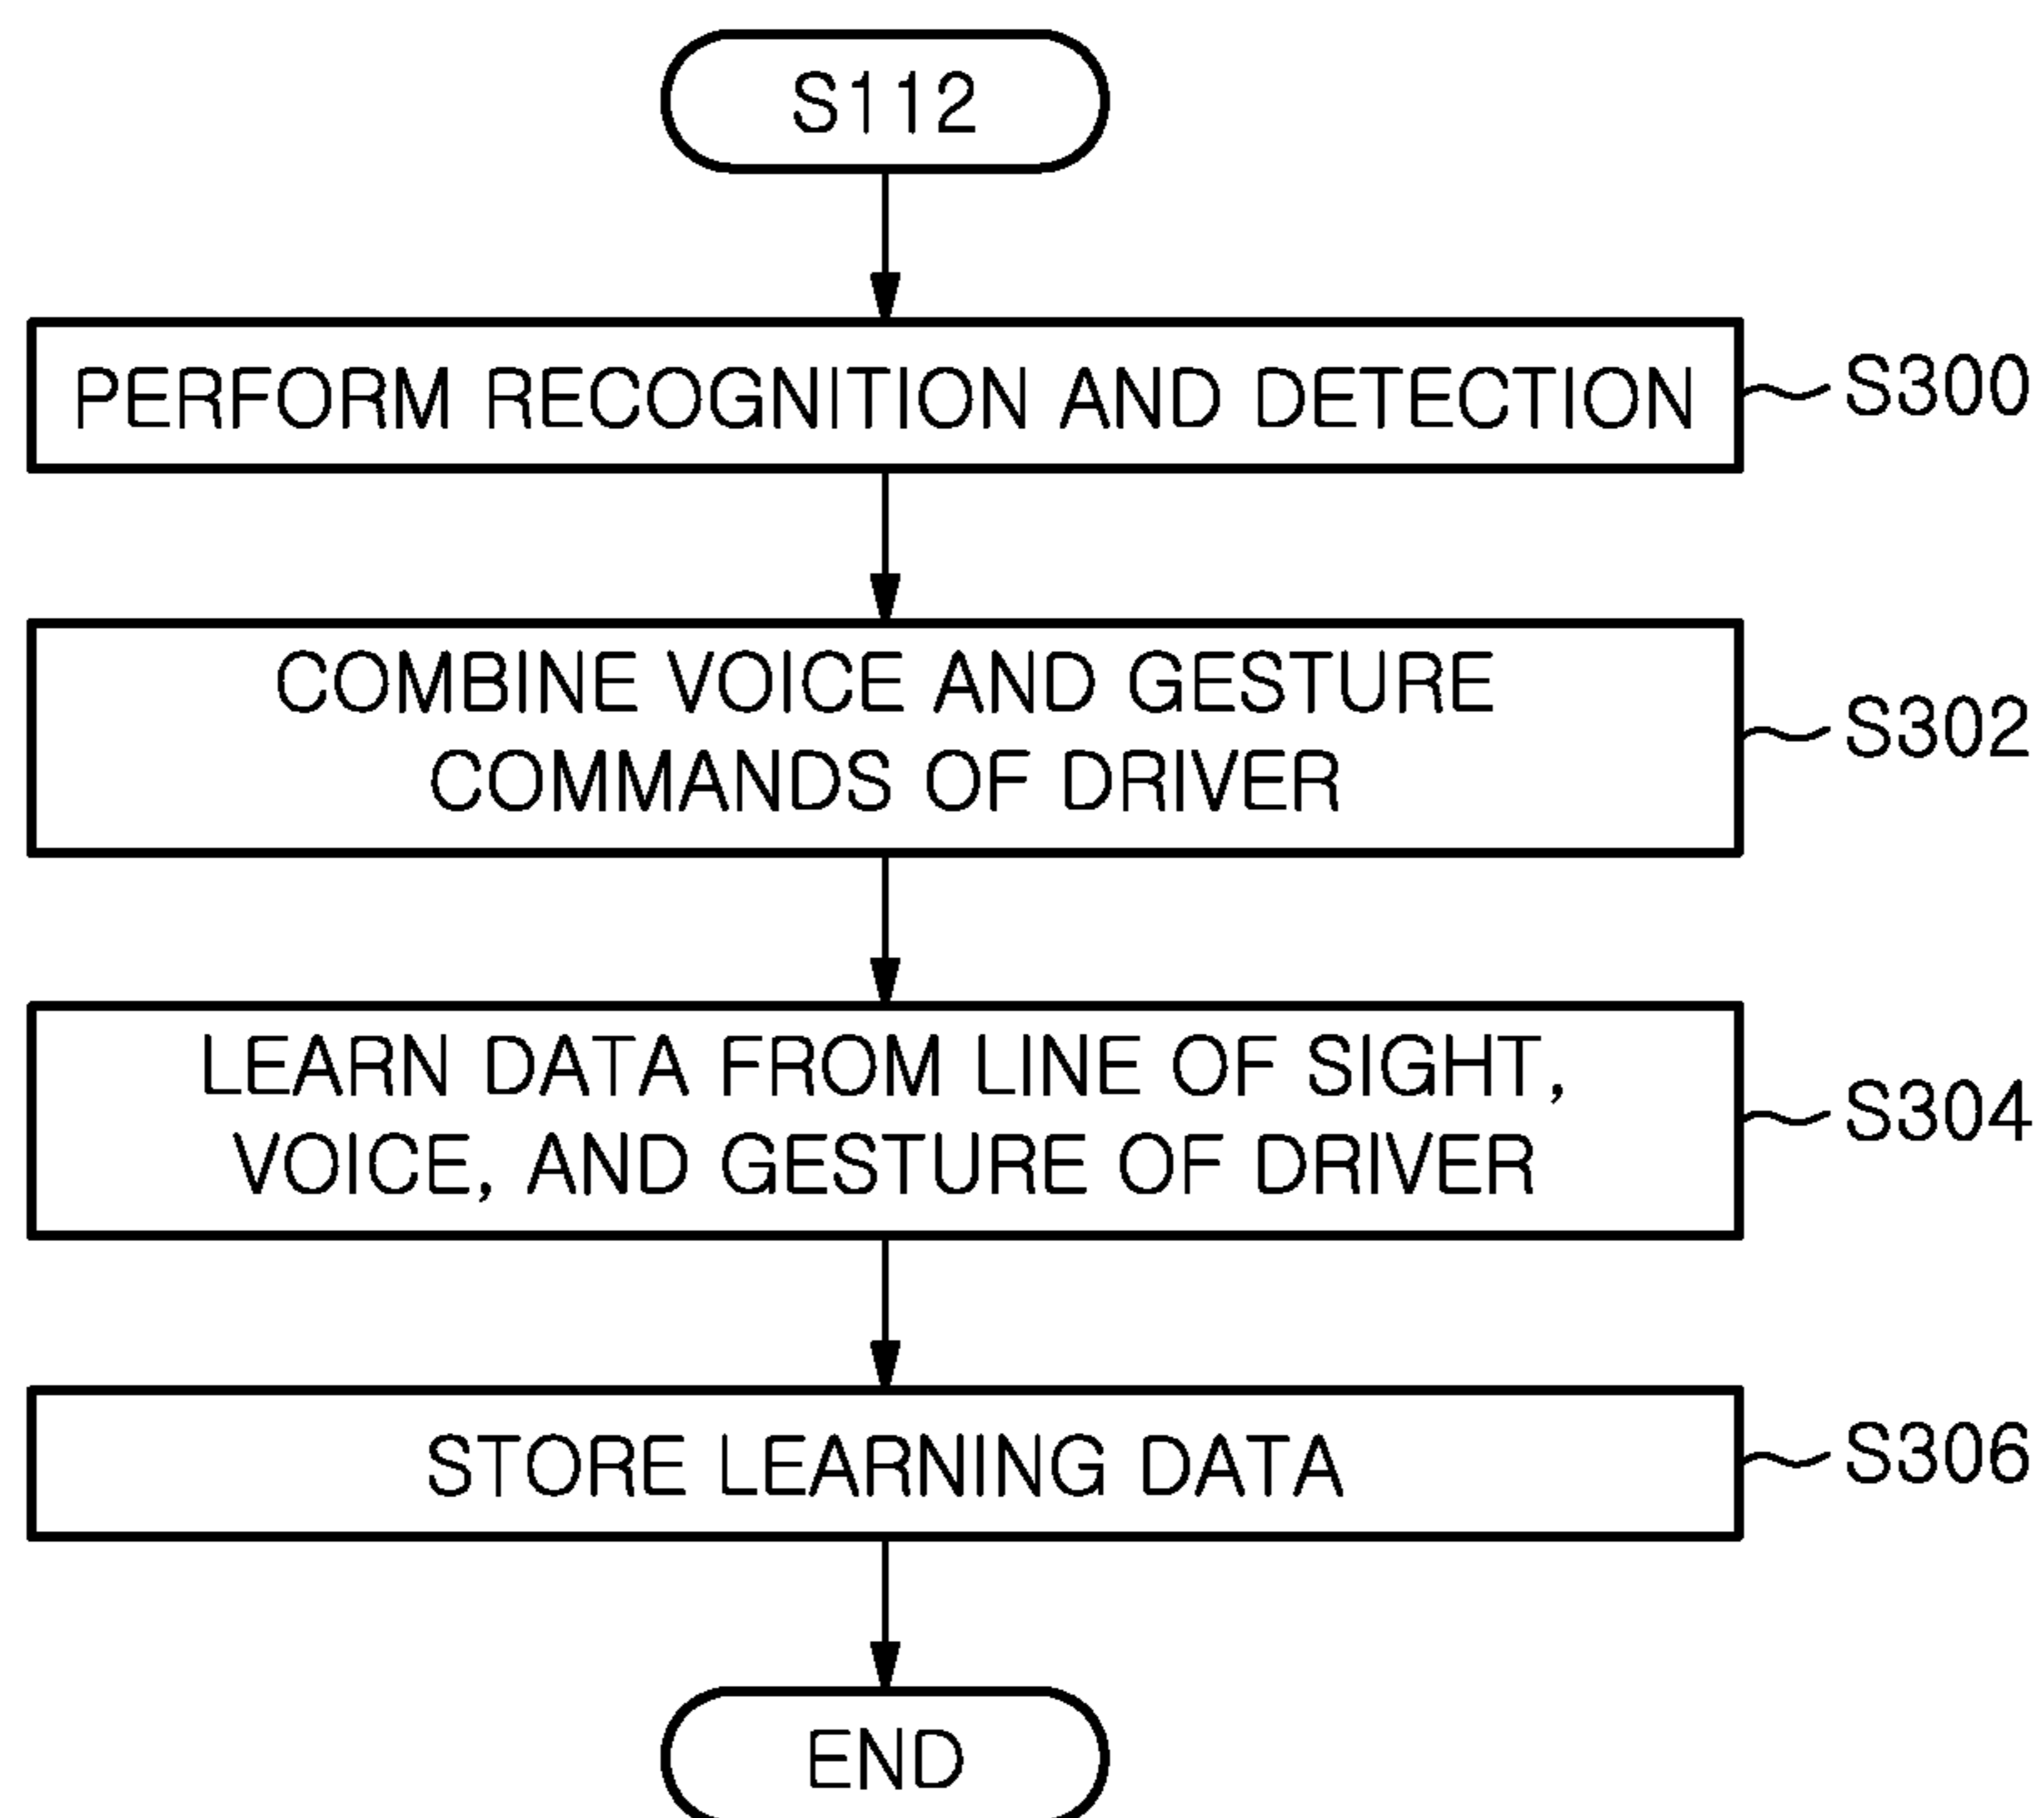 S112
PERFORM RECOGNITION AND DETECTION
S300
COMBINE VOICE AND GESTURE
COMMANDS OF DRIVER
S302
LEARN DATA FROM LINE OF SIGHT,
VOICE, AND GESTURE OF DRIVER
S304
STORE LEARNING DATA
S306
END